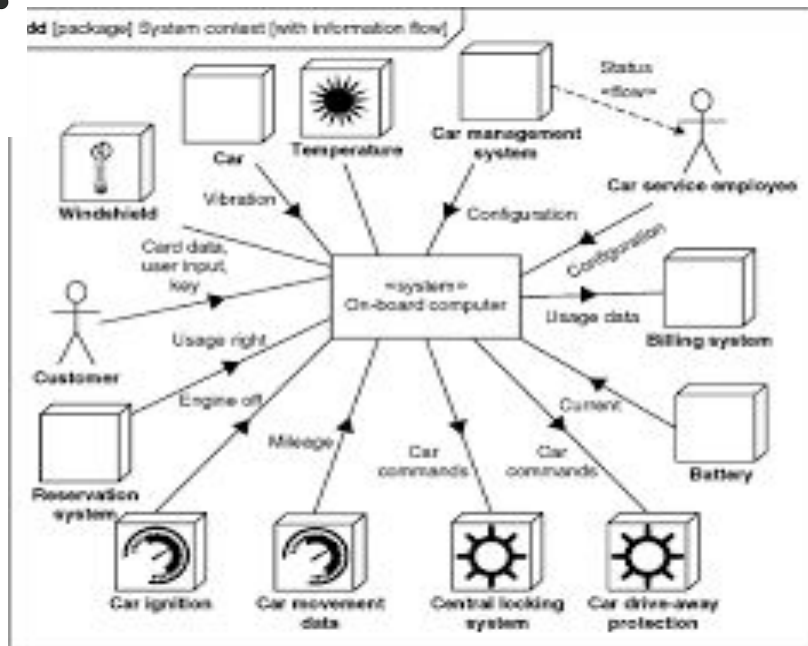 dd [package] System context [with information flow]
Status
«flow»
Car
Temperature
Car management
system
Car service employee
Windshield
Vibration
Configuration
Configuration
Card data,
user input,
key
«system»
On-board computer
Usage data
Billing system
Customer
Usage right
Engine off
Mileage
Car
commands
Car
commands
Current
Battery
Reservation
system
Car ignition
Car movement
data
Central locking
system
Car drive-away
protection